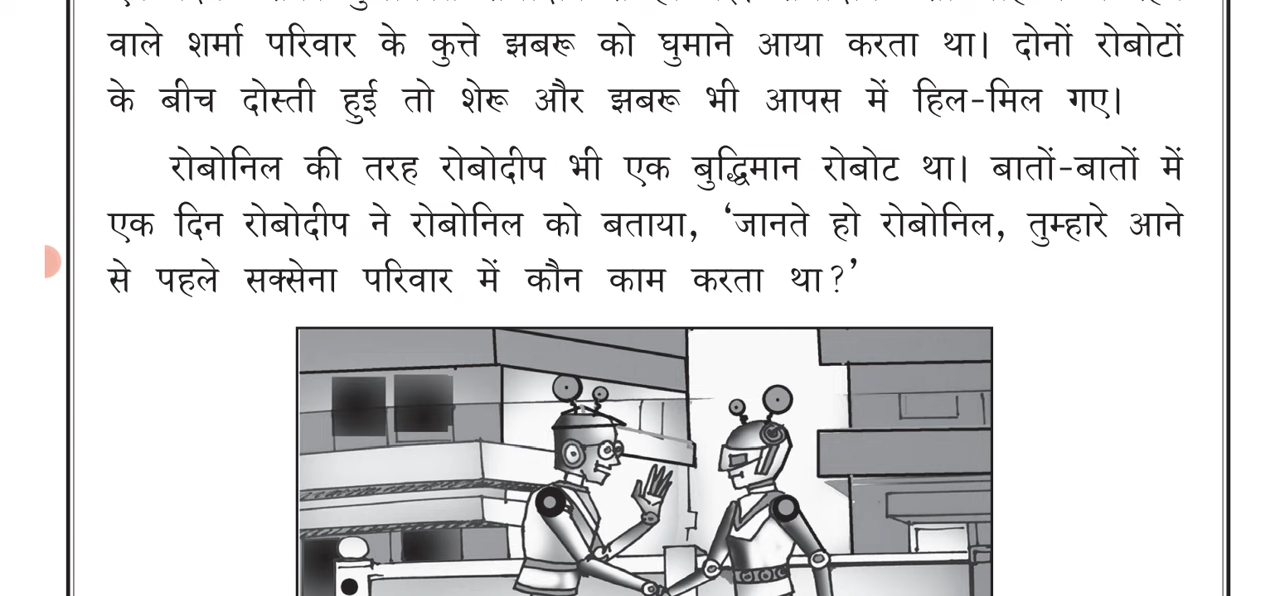 वाले शर्मा परिवार के कुत्ते झबरू को घुमाने आया करता था। दोनों रोबोटों
के बीच दोस्ती हुई तो शेरू और झबरू भी आपस में हिल-मिल गए।
रोबोनिल की तरह रोबोदीप भी एक बुद्धिमान रोबोट था। बातों-बातों में
एक दिन रोबोदीप ने रोबोनिल को बताया, ‘जानते हो रोबोनिल, तुम्हारे आने
से पहले सक्सेना परिवार में कौन काम करता था?’